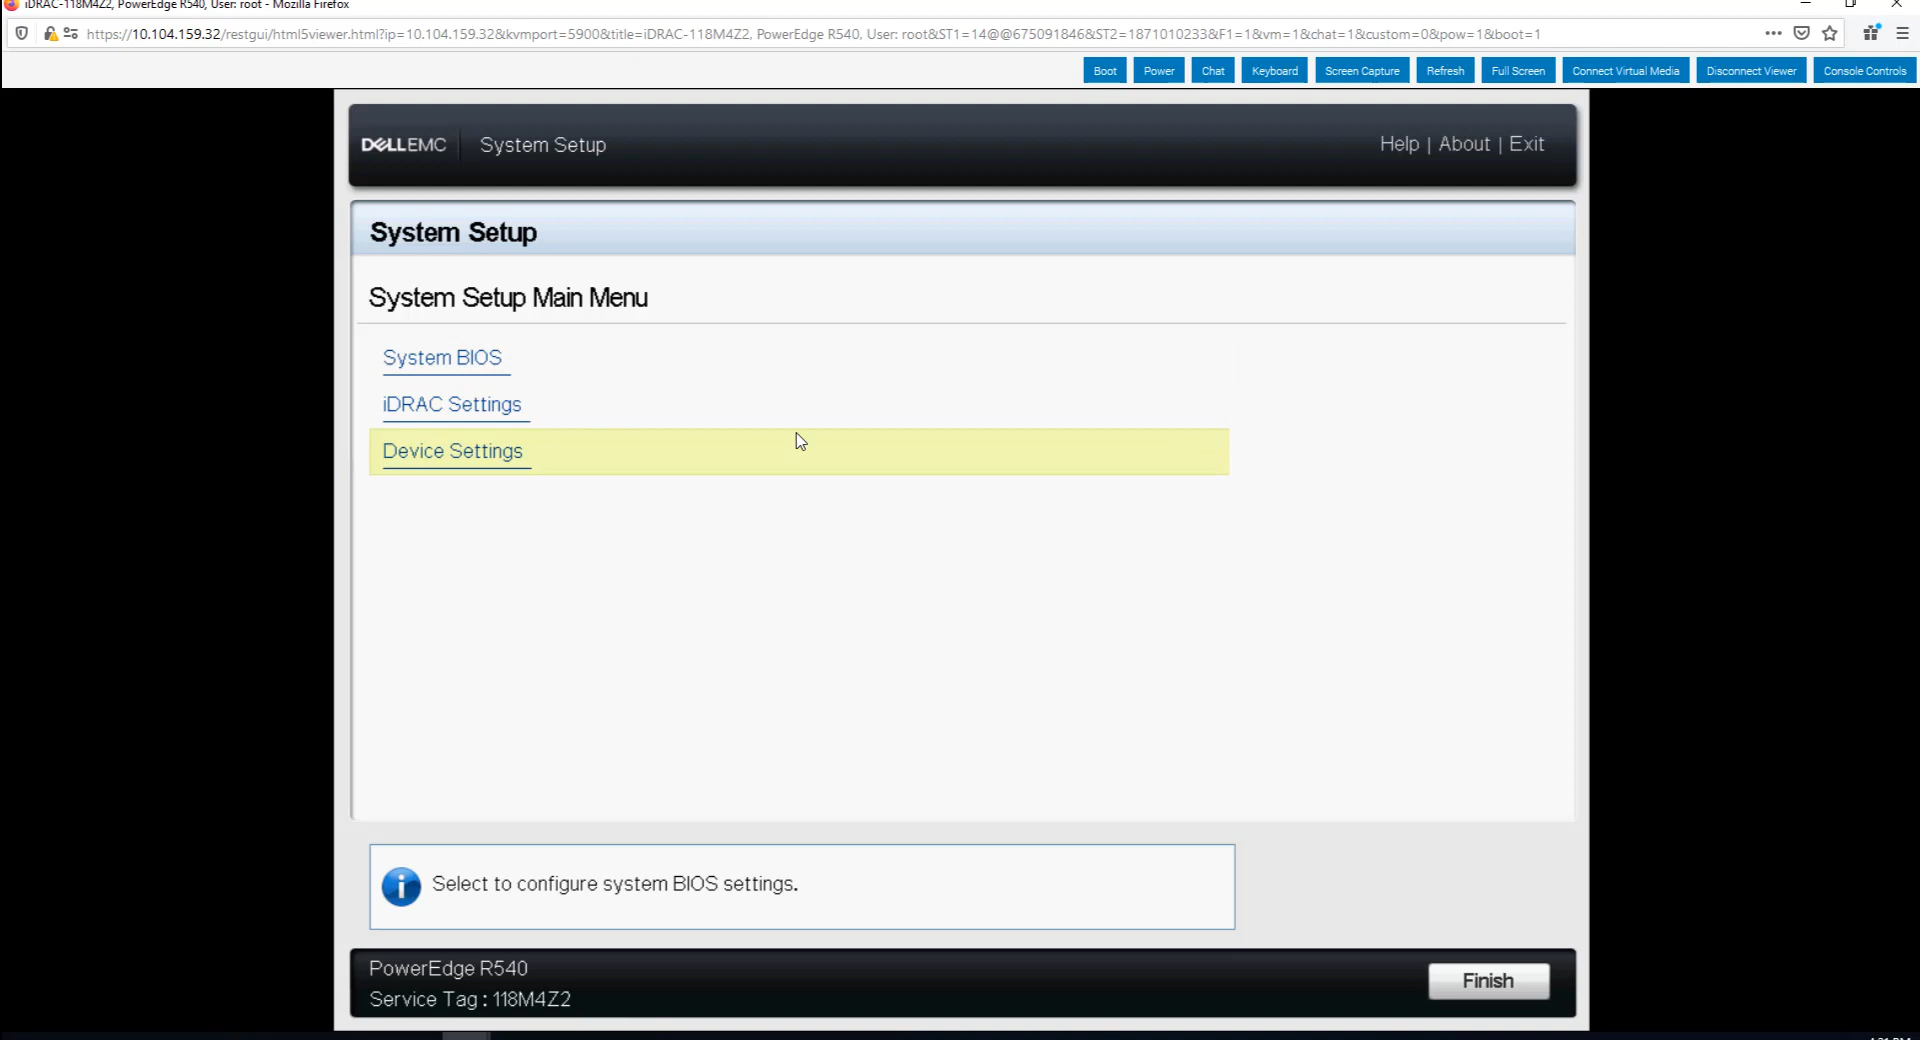 iDRAC-118M4Z2, PowerEdge R540, User: root - Mozilla Firefox
https://10.104.159.32/restgui/html5viewer.html?ip=10.104.159.32&kvmport=5900&title=iDRAC-118M4Z2, PowerEdge R540, User: root&ST1=14@@675091846&ST2=1871010233&F1=1&vm=1&chat=1&custom=0&pow=1&boot=1
Boot Power Chat Keyboard Screen Capture Refresh Full Screen Connect Virtual Media Disconnect Viewer Console Controls
DELLEMC System Setup Help | About | Exit
System Setup
System Setup Main Menu
System BIOS
iDRAC Settings
Device Settings
Select to configure system BIOS settings.
PowerEdge R540
Service Tag : 118M4Z2
Finish